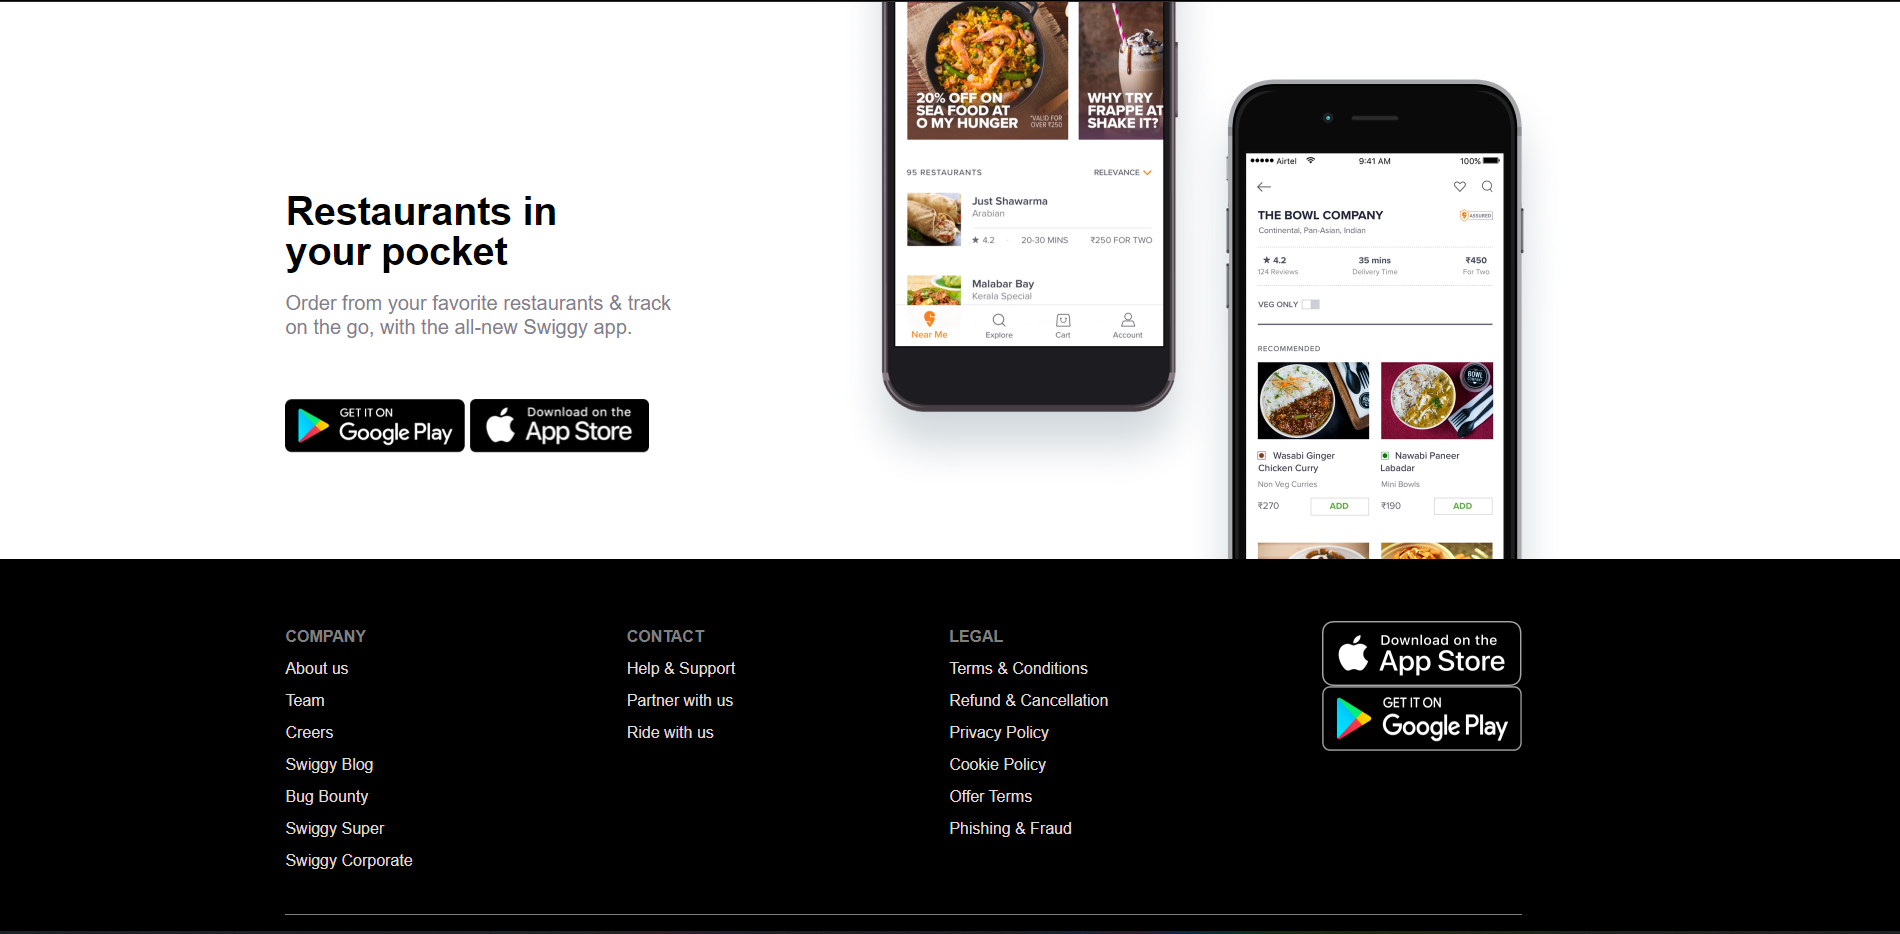 Restaurants in
your pocket
Order from your favorite restaurants & track
on the go, with the all-new Swiggy app.
GET IT ON
Google Play
Download on the
App Store
20% OFF ON
SEA FOOD AT
O MY HUNGER
*VALID FOR
OVER ₹250
WHY TRY
FRAPPE AT
SHAKE IT?
95 RESTAURANTS
RELEVANCE
Just Shawarma
Arabian
★ 4.2 · 20-30 MINS ₹250 FOR TWO
Malabar Bay
Kerala Special
Near Me
Explore
Cart
Account
Airtel 9:41 AM 100%
THE BOWL COMPANY
ASSURED
Continental, Pan-Asian, Indian
★ 4.2 35 mins ₹450
124 Reviews Delivery Time For Two
VEG ONLY
RECOMMENDED
BOWL
COMPANY
Wasabi Ginger
Chicken Curry
Non Veg Curries
₹270 ADD
Nawabi Paneer
Labadar
Mini Bowls
₹190 ADD
COMPANY
About us
Team
Creers
Swiggy Blog
Bug Bounty
Swiggy Super
Swiggy Corporate
CONTACT
Help & Support
Partner with us
Ride with us
LEGAL
Terms & Conditions
Refund & Cancellation
Privacy Policy
Cookie Policy
Offer Terms
Phishing & Fraud
Download on the
App Store
GET IT ON
Google Play